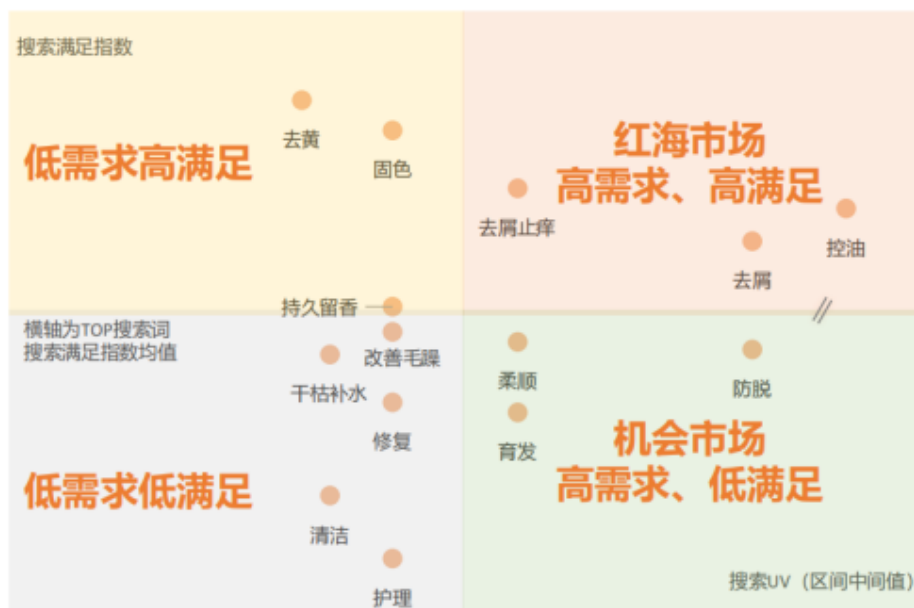 搜索满足指数
去黄
低需求高满足
固色
红海市场
高需求、高满足
去屑止痒
控油
去屑
持久留香
横轴为TOP搜索词
搜索满足指数均值
改善毛躁
干枯补水
柔顺
防脱
修复
育发
机会市场
高需求、低满足
低需求低满足
清洁
护理
搜索UV（区间中间值）